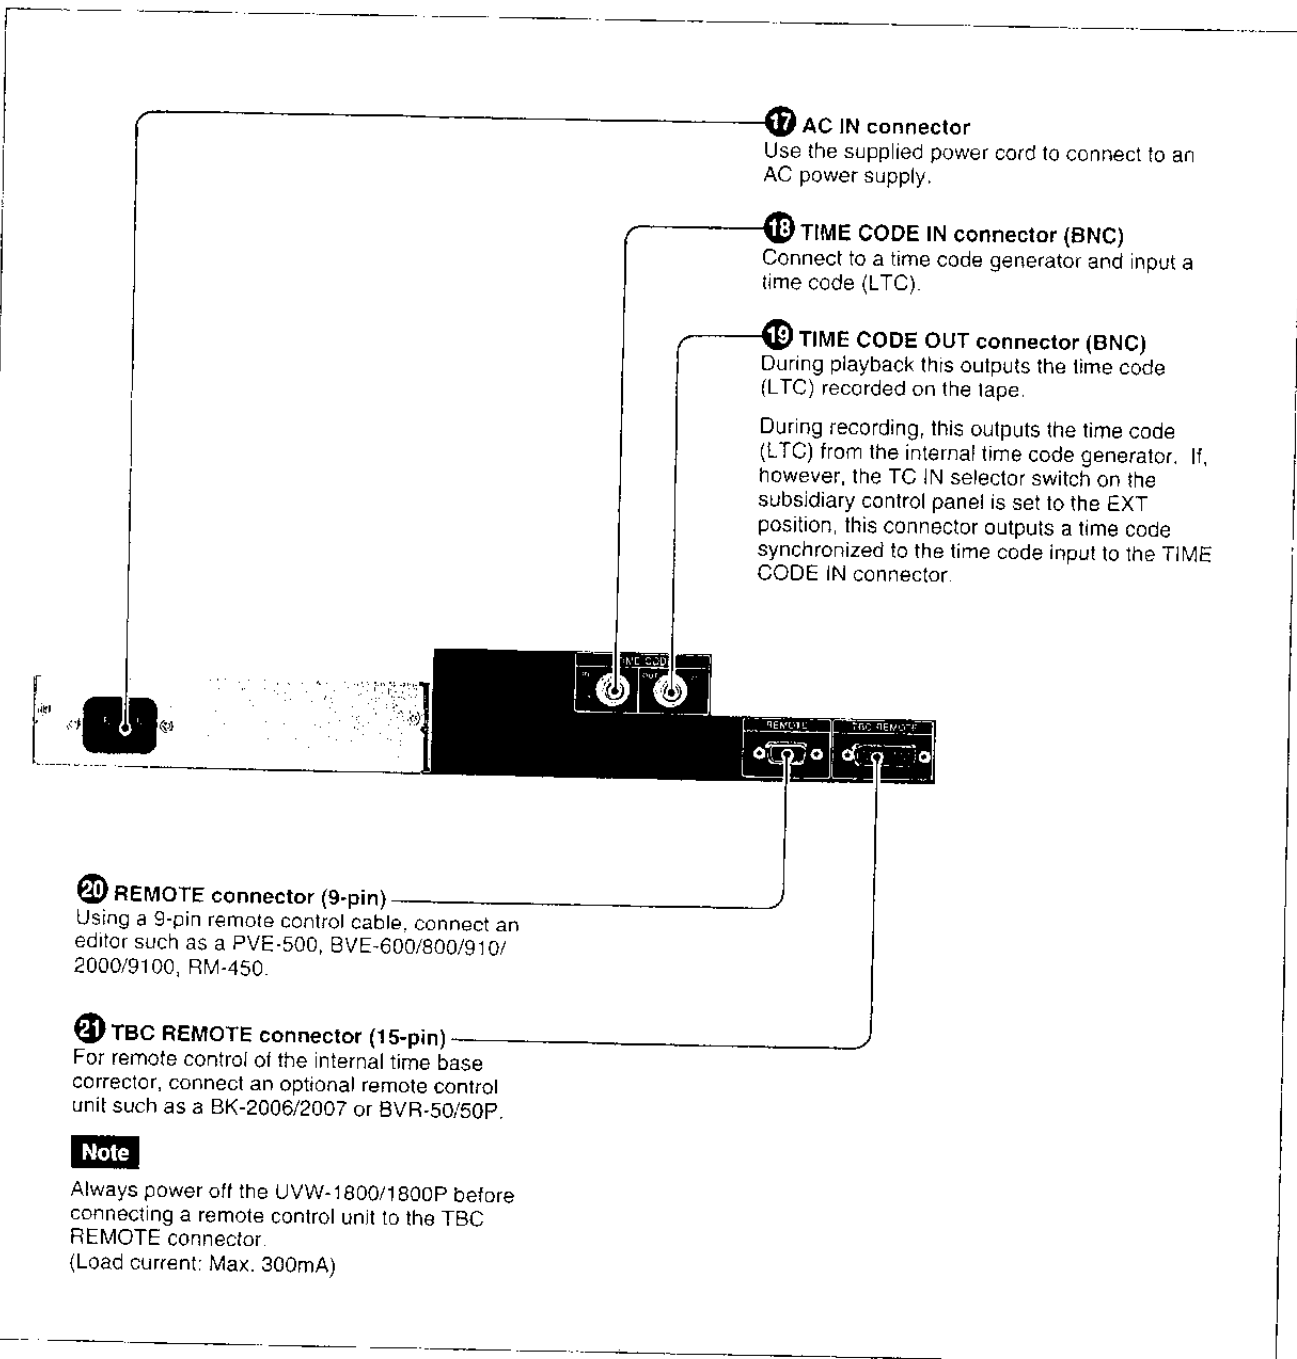 17 AC IN connector
Use the supplied power cord to connect to an
AC power supply.
18 TIME CODE IN connector (BNC)
Connect to a time code generator and input a
time code (LTC).
19 TIME CODE OUT connector (BNC)
During playback this outputs the time code
(LTC) recorded on the tape.
During recording, this outputs the time code
(LTC) from the internal time code generator. If,
however, the TC IN selector switch on the
subsidiary control panel is set to the EXT
position, this connector outputs a time code
synchronized to the time code input to the TIME
CODE IN connector.
TIME CODE
IN
OUT
REMOTE
TBC REMOTE
20 REMOTE connector (9-pin)
Using a 9-pin remote control cable, connect an
editor such as a PVE-500, BVE-600/800/910/
2000/9100, RM-450.
21 TBC REMOTE connector (15-pin)
For remote control of the internal time base
corrector, connect an optional remote control
unit such as a BK-2006/2007 or BVR-50/50P.
Note
Always power off the UVW-1800/1800P before
connecting a remote control unit to the TBC
REMOTE connector.
(Load current: Max. 300mA)